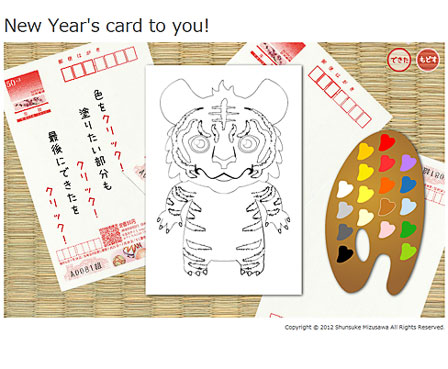 New Year's card to you!
できた
もどす
郵便はがき
郵便はがき
色をクリック！
塗りたい部分も
クリック！
最後にできたを
クリック！
A0081組
Copyright © 2012 Shunsuke Mizusawa All Rights Reserved.